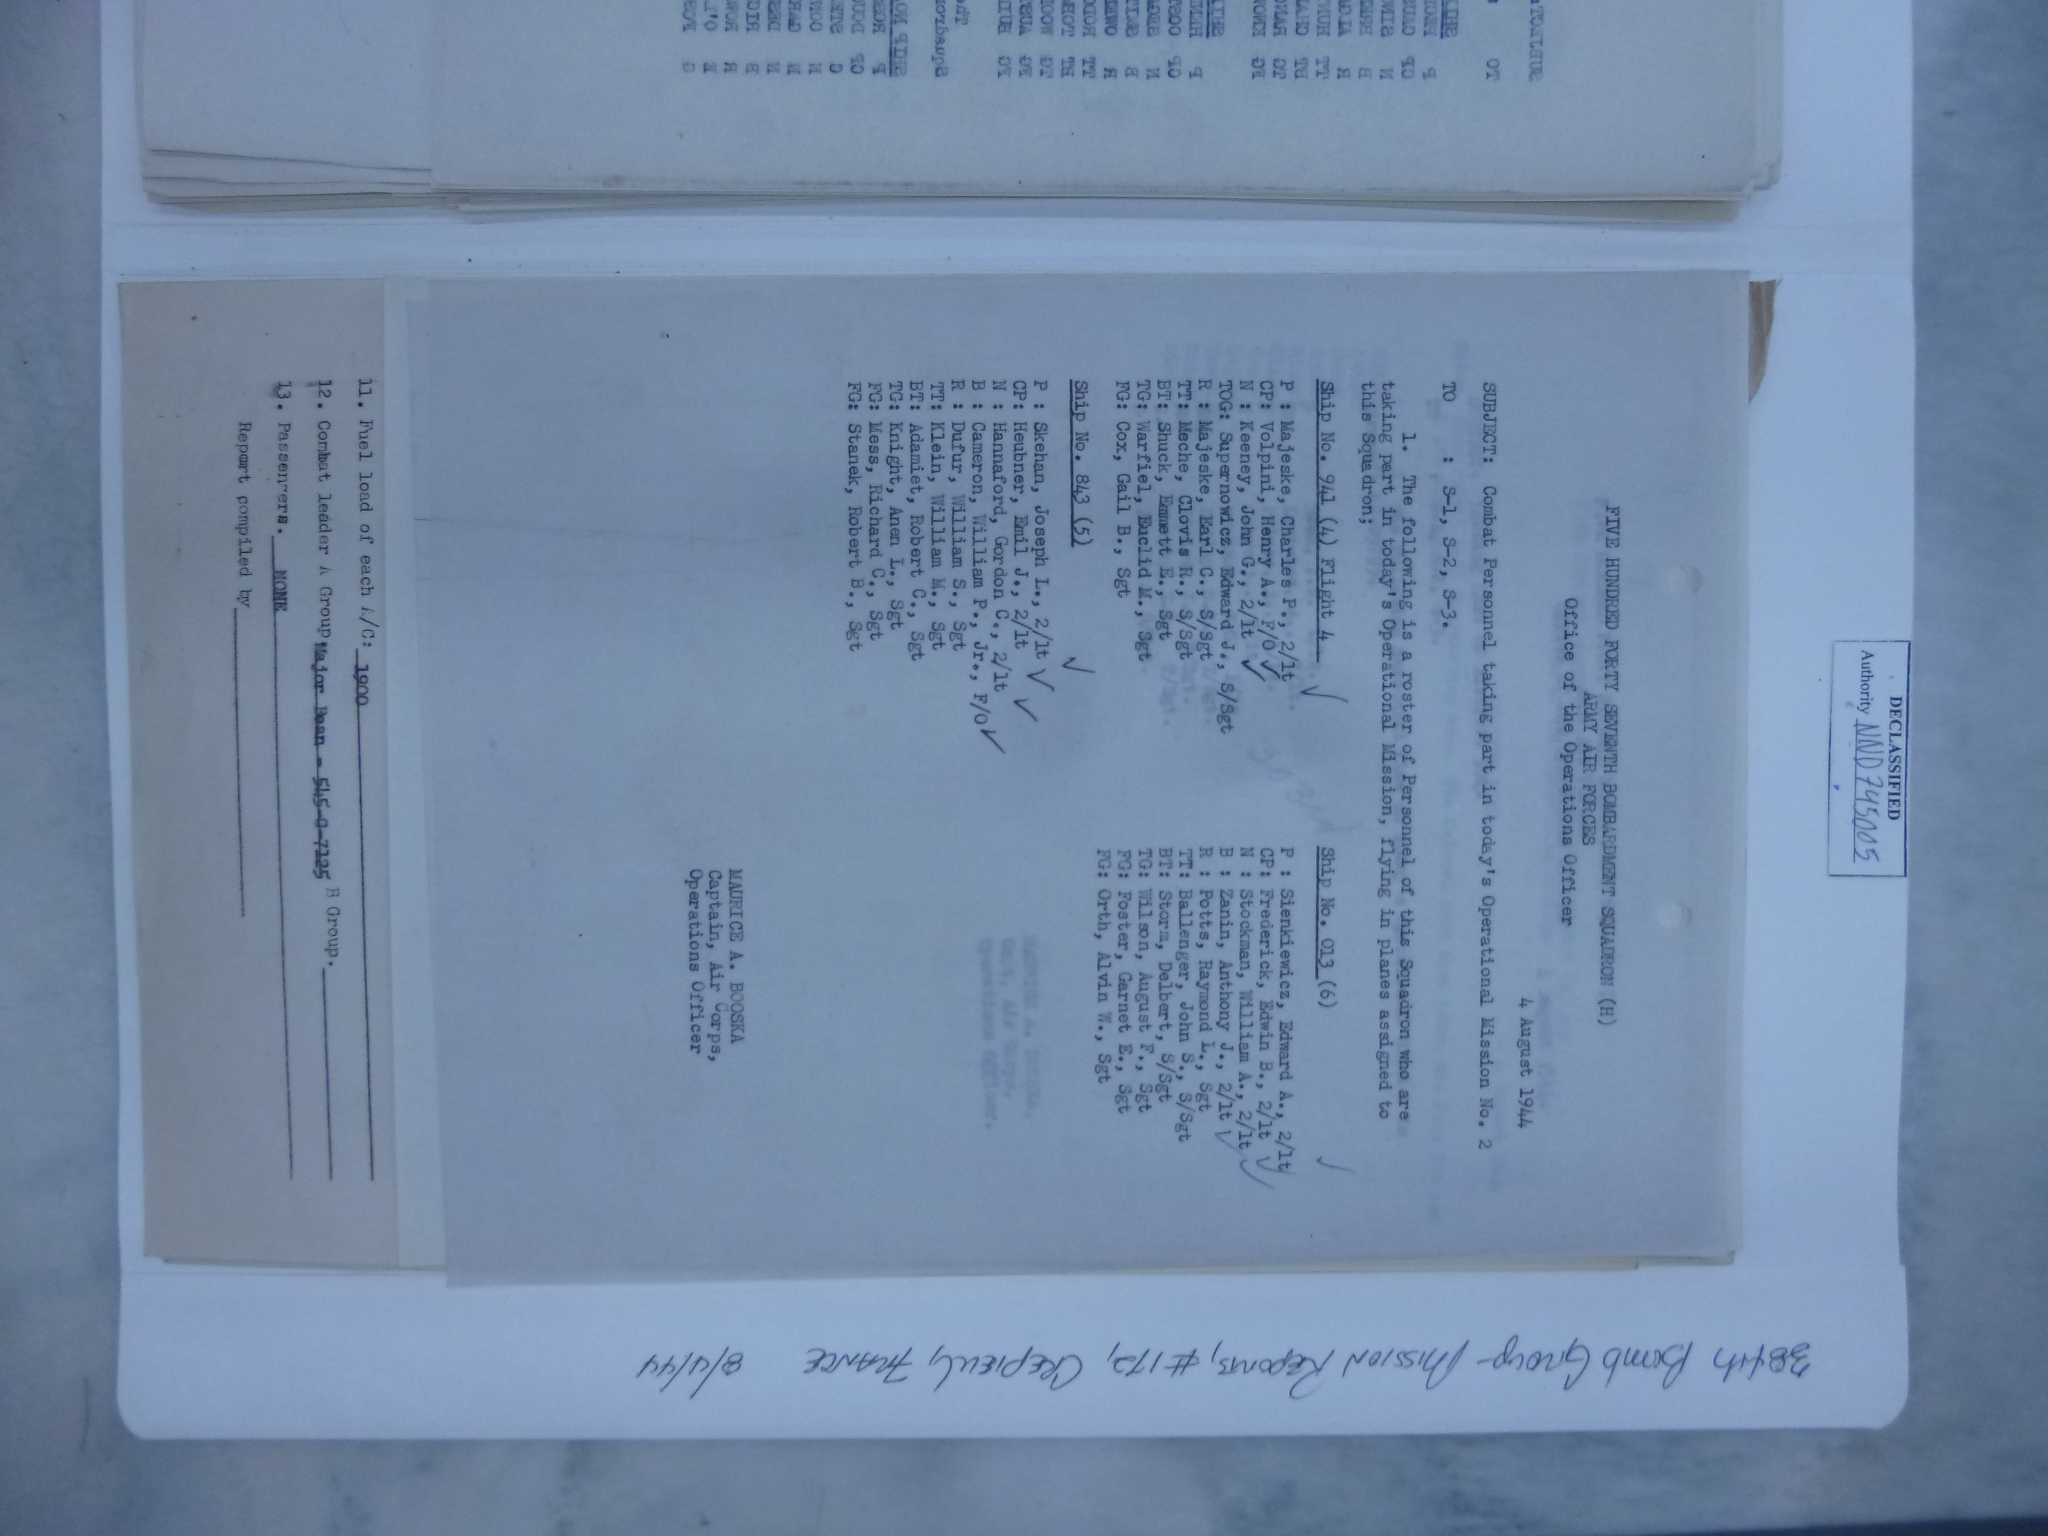 DECLASSIFIED
Authority NND745005
FIVE HUNDRED FORTY SEVENTH BOMBARDMENT SQUADRON (H)
ARMY AIR FORCES
Office of the Operations Officer
4 August 1944
SUBJECT: Combat Personnel taking part in today's Operational Mission No. 2
TO : S-1, S-2, S-3.
1. The following is a roster of Personnel of this Squadron who are
taking part in today's Operational Mission, flying in planes assigned to
this Squadron;
Ship No. 941 (4) Flight 4
P : Majeske, Charles P., 2/lt
CP: Volpini, Henry A., F/O
N : Keeney, John G., 2/lt
TOG: Supernowicz, Edward J., S/Sgt
R : Majeske, Earl C., S/Sgt
TT: Meche, Clovis R., S/Sgt
BT: Shuck, Emmett E., Sgt
TG: Warfiel, Euclid M., Sgt
FG: Cox, Gail B., Sgt
Ship No. 013 (6)
P : Sienkiewicz, Edward A., 2/lt
CP: Frederick, Edwin B., 2/lt
N : Stockman, William A., 2/lt
B : Zanin, Anthony J., 2/lt
R : Potts, Raymond L., Sgt
TT: Ballenger, John S., S/Sgt
BT: Storm, Delbert, S/Sgt
TG: Wilson, August F., Sgt
FG: Foster, Garnet E., Sgt
FG: Orth, Alvin W., Sgt
Ship No. 843 (5)
P : Skehan, Joseph L., 2/lt
CP: Heubner, Emil J., 2/lt
N : Hannaford, Gordon C., 2/lt
B : Cameron, William P., Jr., F/O
R : Dufur, William S., Sgt
TT: Klein, William M., Sgt
BT: Adamiet, Robert C., Sgt
TG: Knight, Anen L., Sgt
FG: Mess, Richard C., Sgt
FG: Stanek, Robert B., Sgt
MAURICE A. BOOSKA
Captain, Air Corps,
Operations Officer
11. Fuel load of each A/C: 1900
12. Combat leader A Group Major Bean - 545-O-7125 B Group.
13. Passengers. NONE
Report compiled by
384th Bomb Group - Mission Reports, #172, Crepieul, France 8/4/44